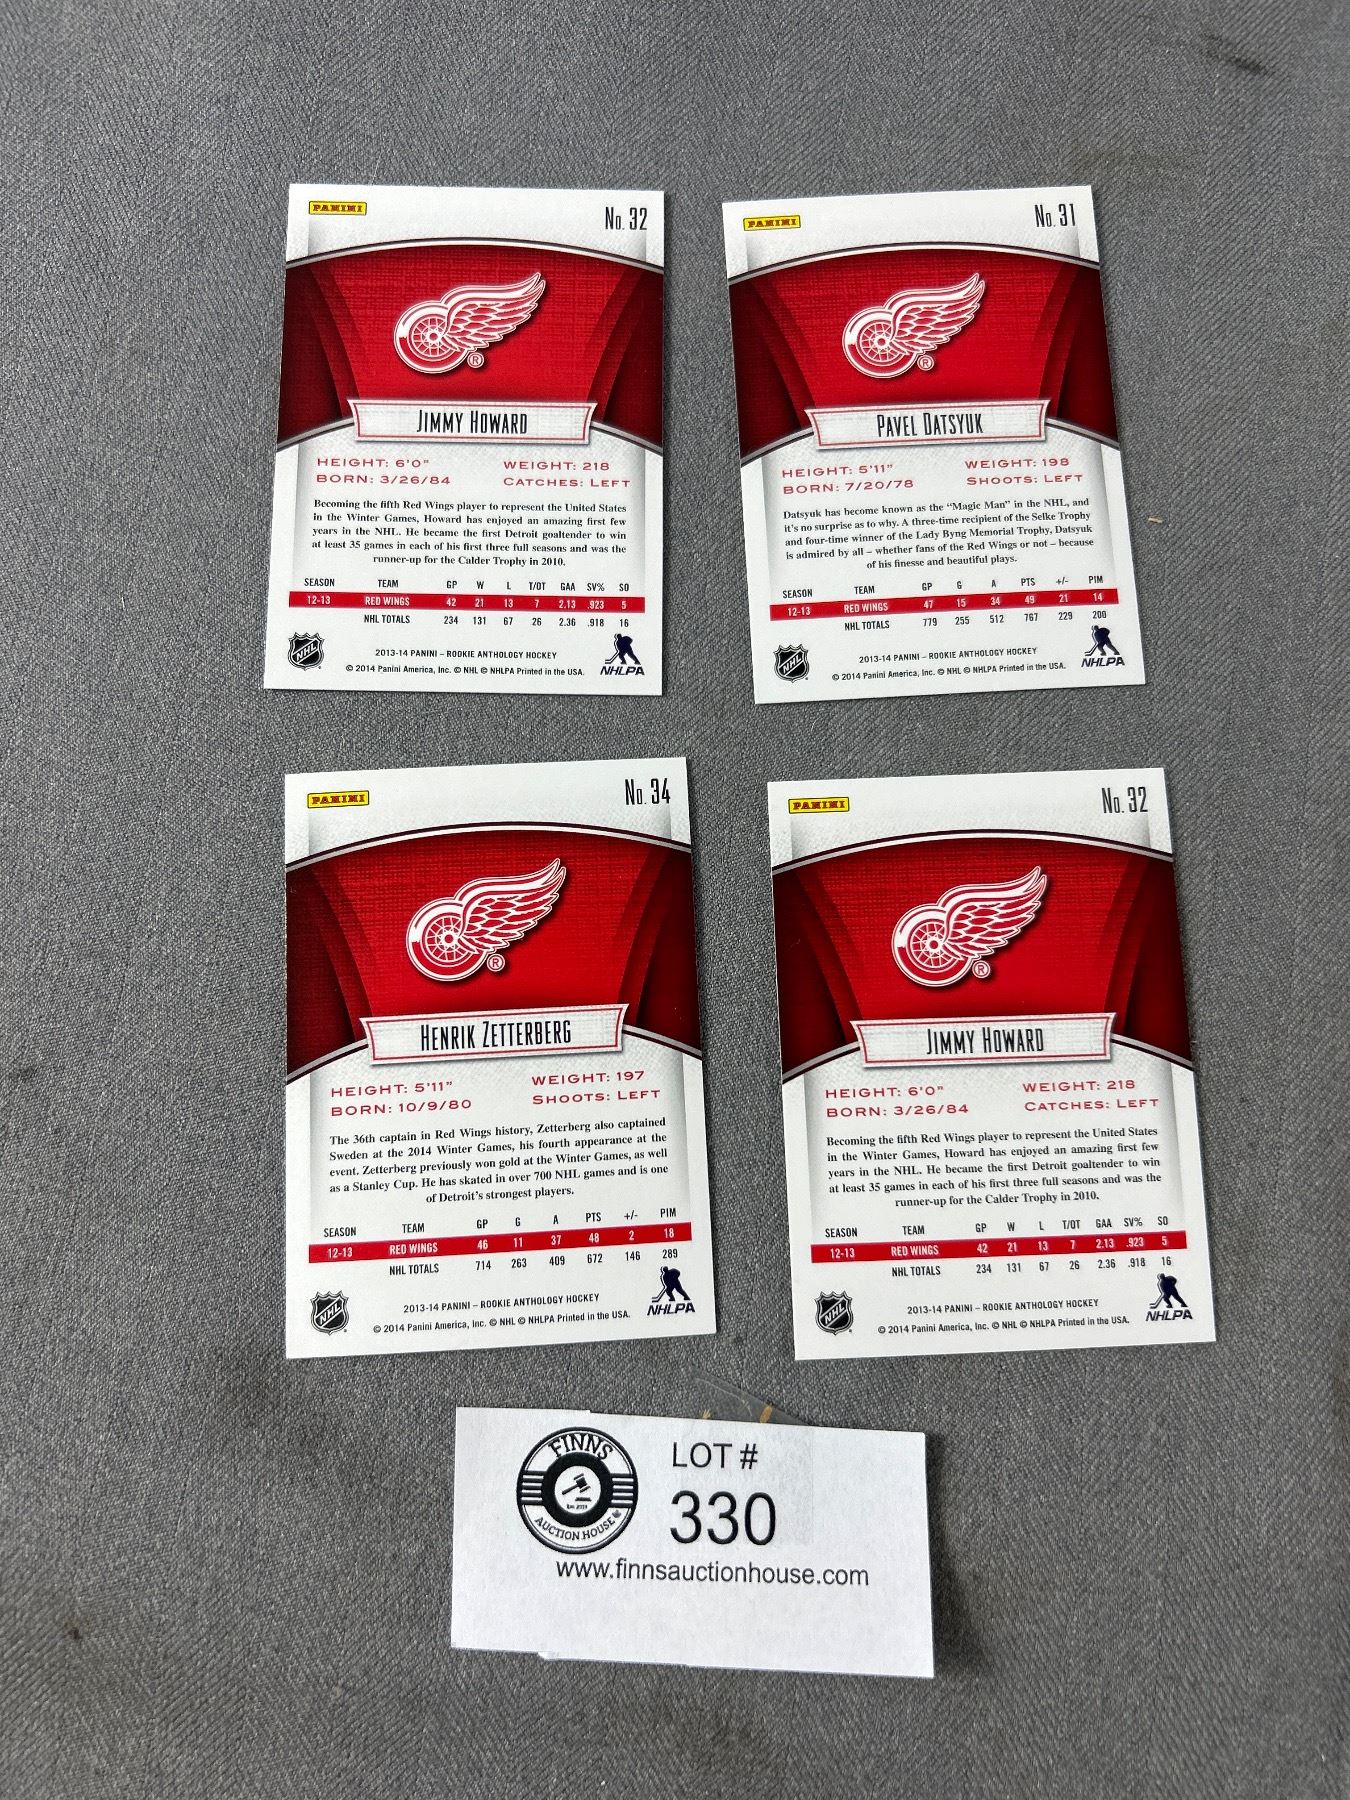 PANINI
No. 32
®
JIMMY HOWARD
HEIGHT: 6'0" WEIGHT: 218
BORN: 3/26/84 CATCHES: LEFT
Becoming the fifth Red Wings player to represent the United States
in the Winter Games, Howard has enjoyed an amazing first few
years in the NHL. He became the first Detroit goaltender to win
at least 35 games in each of his first three full seasons and was the
runner-up for the Calder Trophy in 2010.
SEASON TEAM GP W L T/OT GAA SV% SO
12-13 RED WINGS 42 21 13 7 2.13 .923 5
NHL TOTALS 234 131 67 26 2.36 .918 16
NHL
2013-14 PANINI – ROOKIE ANTHOLOGY HOCKEY
© 2014 Panini America, Inc. © NHL © NHLPA Printed in the USA.
NHLPA
PANINI
No. 31
®
PAVEL DATSYUK
HEIGHT: 5'11" WEIGHT: 198
BORN: 7/20/78 SHOOTS: LEFT
Datsyuk has become known as the “Magic Man” in the NHL, and
it's no surprise as to why. A three-time recipient of the Selke Trophy
and four-time winner of the Lady Byng Memorial Trophy, Datsyuk
is admired by all – whether fans of the Red Wings or not – because
of his finesse and beautiful plays.
SEASON TEAM GP G A PTS +/- PIM
12-13 RED WINGS 47 15 34 49 21 14
NHL TOTALS 779 255 512 767 229 200
NHL
2013-14 PANINI – ROOKIE ANTHOLOGY HOCKEY
© 2014 Panini America, Inc. © NHL © NHLPA Printed in the USA.
NHLPA
PANINI
No. 34
®
HENRIK ZETTERBERG
HEIGHT: 5'11" WEIGHT: 197
BORN: 10/9/80 SHOOTS: LEFT
The 36th captain in Red Wings history, Zetterberg also captained
Sweden at the 2014 Winter Games, his fourth appearance at the
event. Zetterberg previously won gold at the Winter Games, as well
as a Stanley Cup. He has skated in over 700 NHL games and is one
of Detroit's strongest players.
SEASON TEAM GP G A PTS +/- PIM
12-13 RED WINGS 46 11 37 48 2 18
NHL TOTALS 714 263 409 672 146 289
NHL
2013-14 PANINI – ROOKIE ANTHOLOGY HOCKEY
© 2014 Panini America, Inc. © NHL © NHLPA Printed in the USA.
NHLPA
PANINI
No. 32
®
JIMMY HOWARD
HEIGHT: 6'0" WEIGHT: 218
BORN: 3/26/84 CATCHES: LEFT
Becoming the fifth Red Wings player to represent the United States
in the Winter Games, Howard has enjoyed an amazing first few
years in the NHL. He became the first Detroit goaltender to win
at least 35 games in each of his first three full seasons and was the
runner-up for the Calder Trophy in 2010.
SEASON TEAM GP W L T/OT GAA SV% SO
12-13 RED WINGS 42 21 13 7 2.13 .923 5
NHL TOTALS 234 131 67 26 2.36 .918 16
NHL
2013-14 PANINI – ROOKIE ANTHOLOGY HOCKEY
© 2014 Panini America, Inc. © NHL © NHLPA Printed in the USA.
NHLPA
FINNS
AUCTION HOUSE
LOT #
330
www.finnsauctionhouse.com